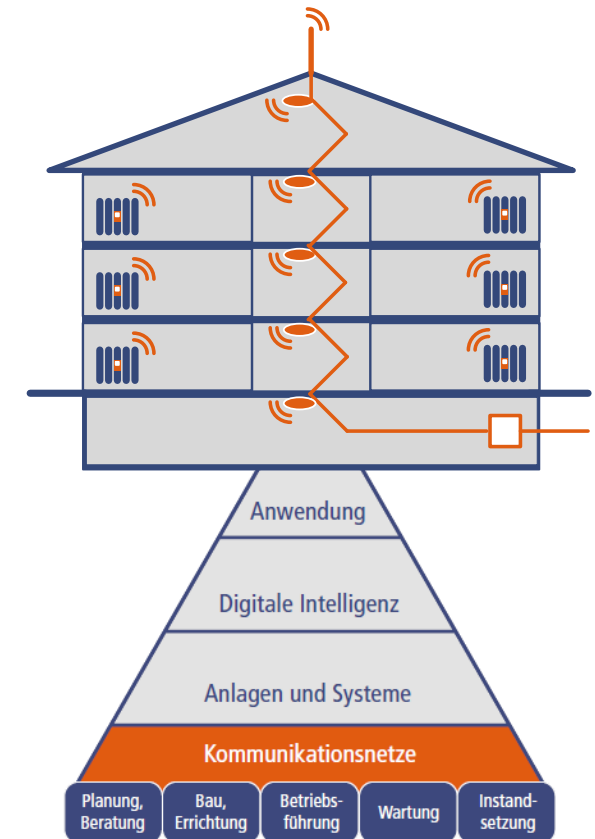 Anwendung
Digitale Intelligenz
Anlagen und Systeme
Kommunikationsnetze
Planung,
Beratung
Bau,
Errichtung
Betriebs-
führung
Wartung
Instand-
setzung